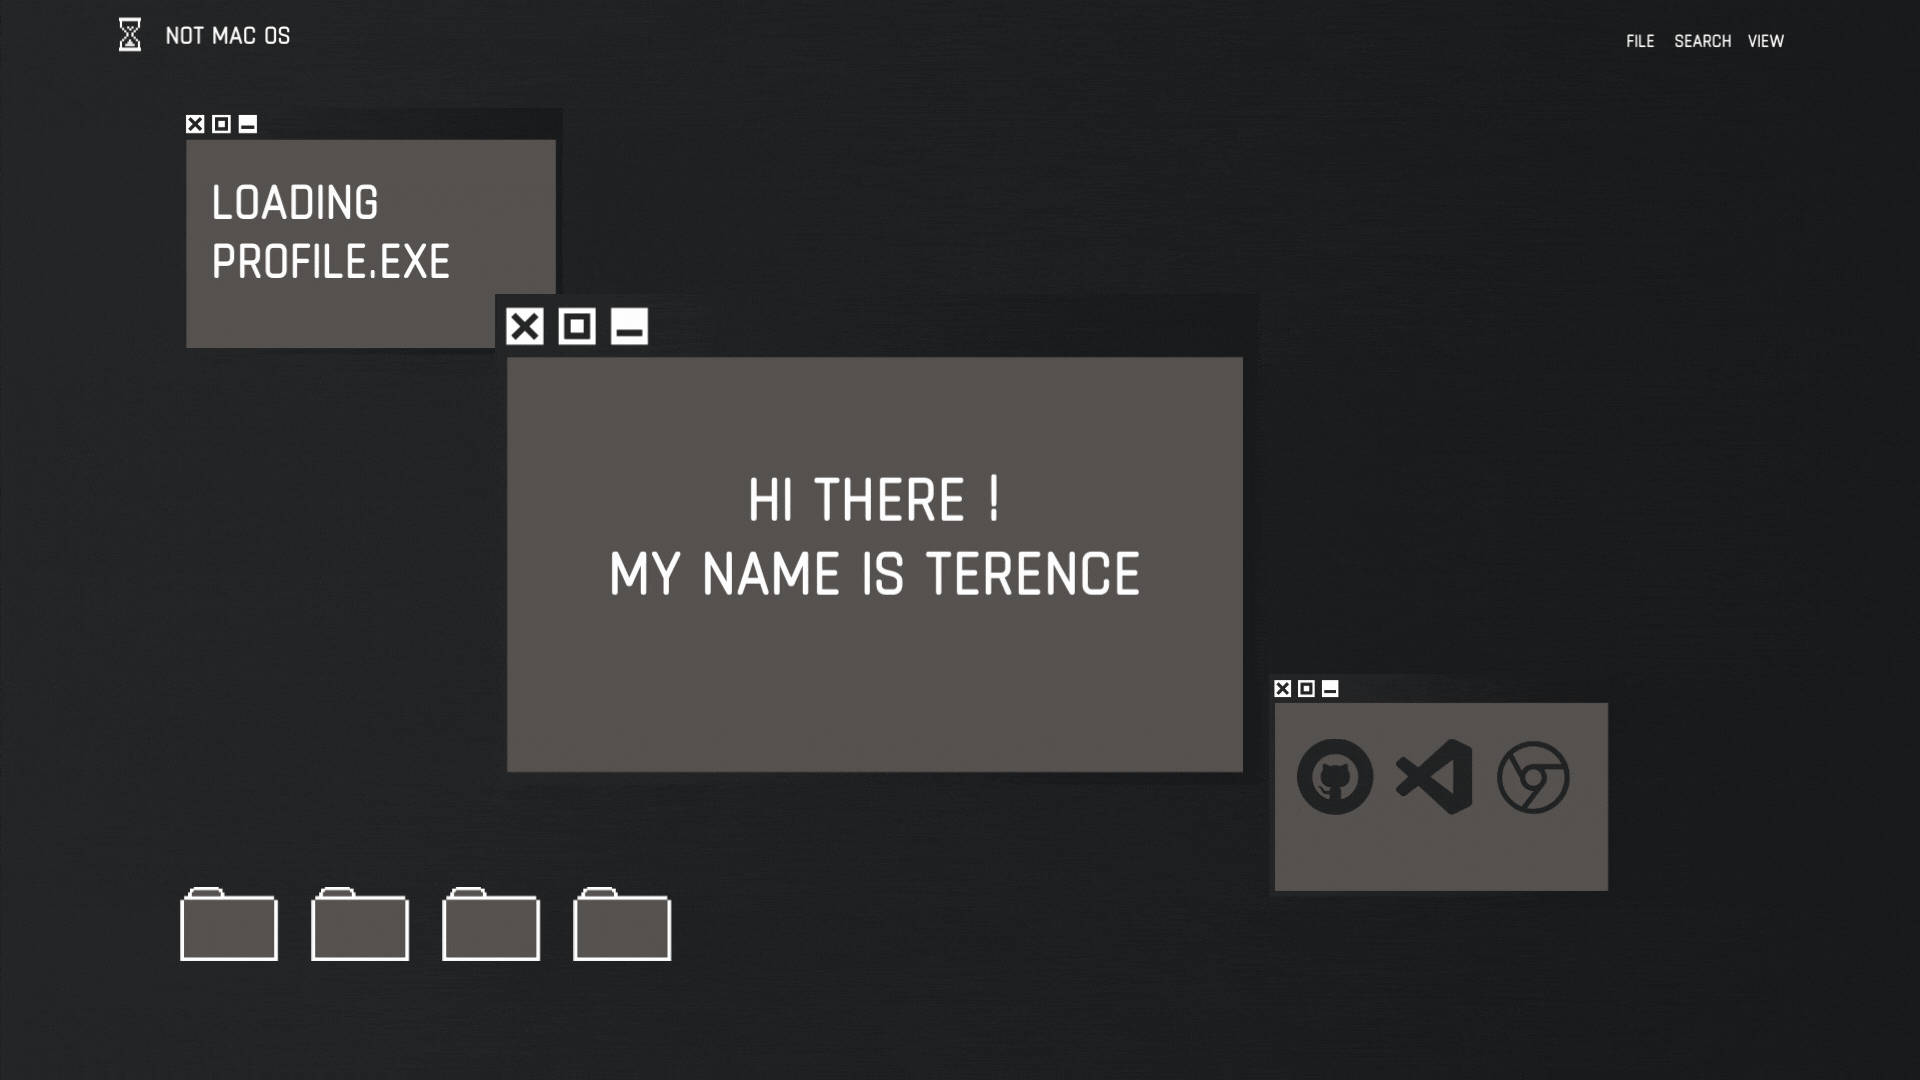 NOT MAC OS
FILE SEARCH VIEW
LOADING
PROFILE.EXE
HI THERE !
MY NAME IS TERENCE